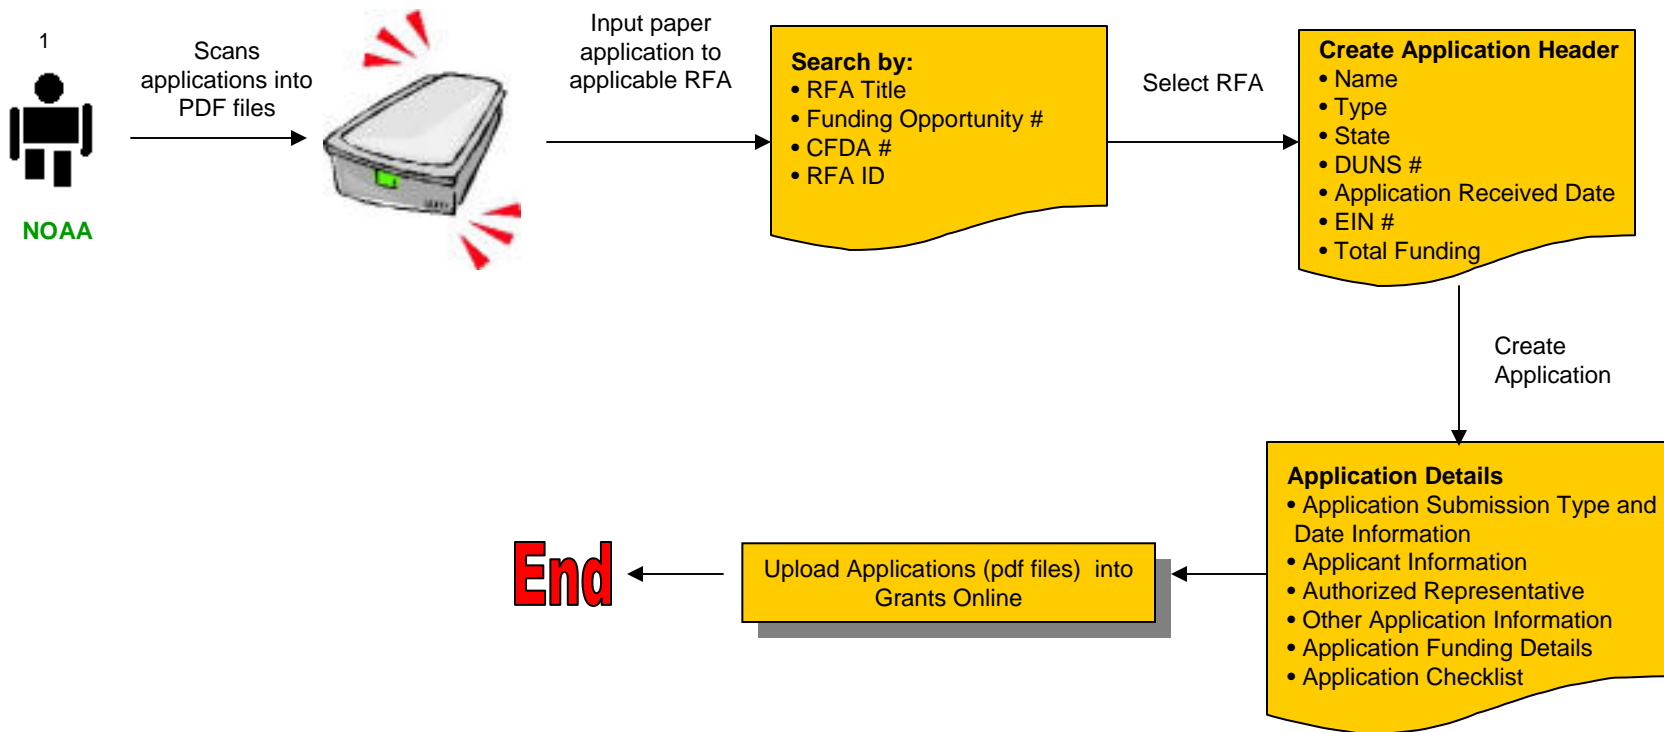 1
NOAA
Scans
applications into
PDF files
Input paper
application to
applicable RFA
Search by:
• RFA Title
• Funding Opportunity #
• CFDA #
• RFA ID
Select RFA
Create Application Header
• Name
• Type
• State
• DUNS #
• Application Received Date
• EIN #
• Total Funding
Create
Application
Application Details
• Application Submission Type and
Date Information
• Applicant Information
• Authorized Representative
• Other Application Information
• Application Funding Details
• Application Checklist
Upload Applications (pdf files)  into
Grants Online
End